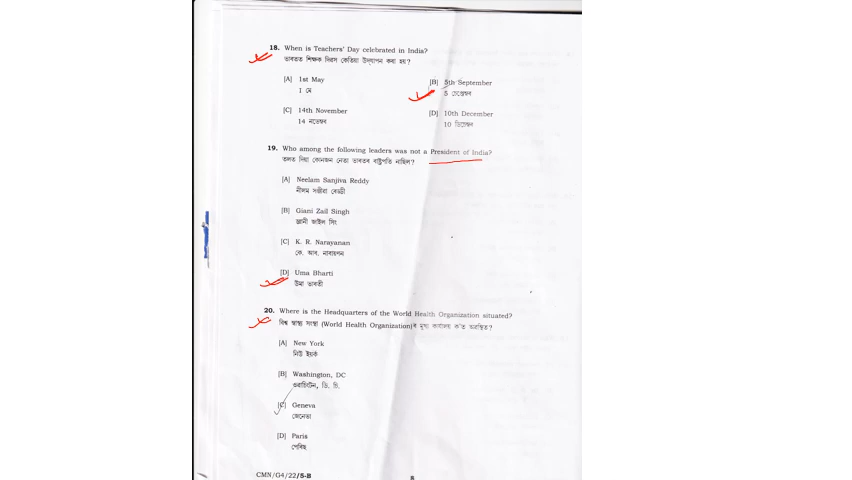 18. When is Teachers' Day celebrated in India?
ভাৰতত শিক্ষক দিৱস কেতিয়া উদ্‌যাপন কৰা হয়?
[A] 1st May
1 মে
[B] 5th September
5 ছেপ্তেম্বৰ
[C] 14th November
14 নৱেম্বৰ
[D] 10th December
10 ডিচেম্বৰ
19. Who among the following leaders was not a President of India?
তলত দিয়া কোনজন নেতা ভাৰতৰ ৰাষ্ট্ৰপতি নাছিল?
[A] Neelam Sanjiva Reddy
নীলম সঞ্জীৱা ৰেড্ডী
[B] Giani Zail Singh
জ্ঞানী জাইল সিং
[C] K. R. Narayanan
কে. আৰ. নাৰায়ণন
[D] Uma Bharti
উমা ভাৰতী
20. Where is the Headquarters of the World Health Organization situated?
বিশ্ব স্বাস্থ্য সংস্থা (World Health Organization)ৰ মুখ্য কাৰ্যালয় ক'ত অৱস্থিত?
[A] New York
নিউ ইয়ৰ্ক
[B] Washington, DC
ওৱাচিংটন, ডি. চি.
[C] Geneva
জেনেভা
[D] Paris
পেৰিছ
CMN/G4/22/5-B
8